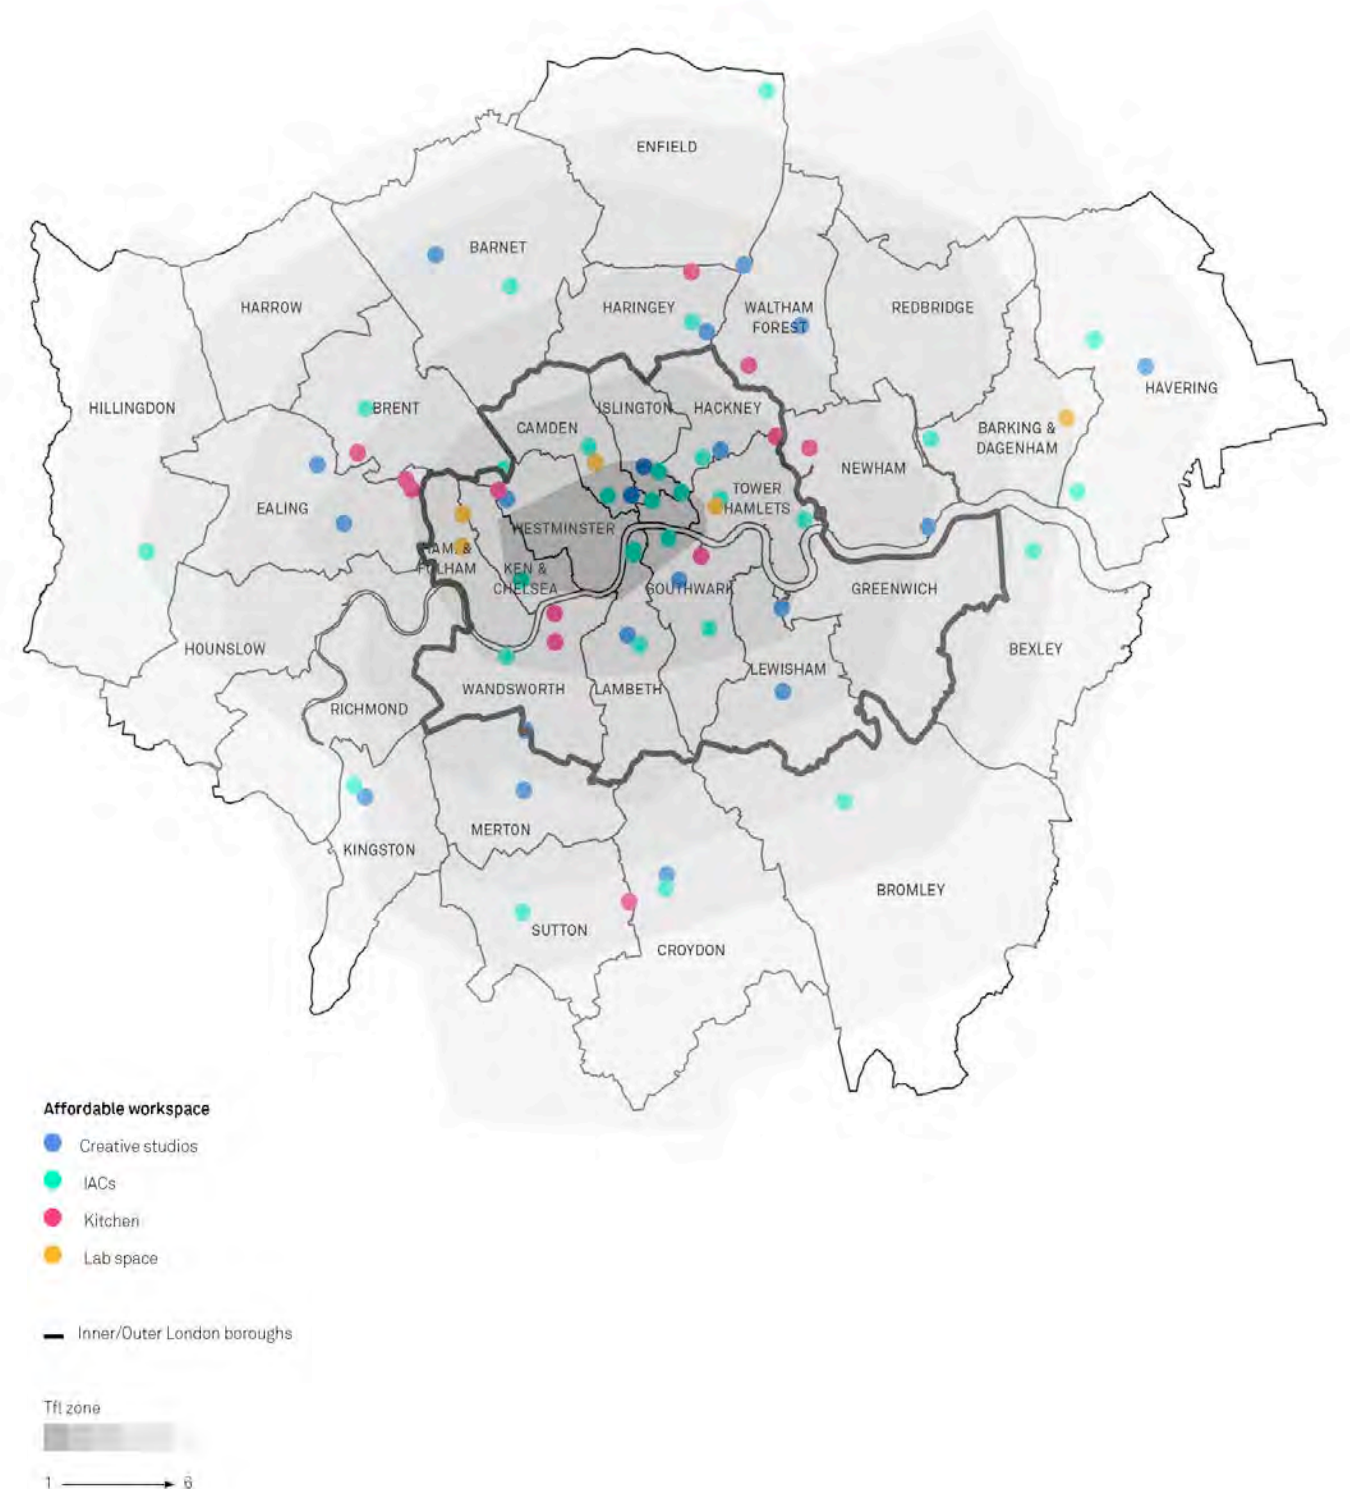 ENFIELD
BARNET
HARROW
HARINGEY
WALTHAM
FOREST
REDBRIDGE
HAVERING
HILLINGDON
BRENT
CAMDEN
ISLINGTON
HACKNEY
BARKING &
DAGENHAM
NEWHAM
EALING
TOWER
HAMLETS
WESTMINSTER
HAM. &
FULHAM
KEN &
CHELSEA
SOUTHWARK
GREENWICH
HOUNSLOW
BEXLEY
RICHMOND
WANDSWORTH
LAMBETH
LEWISHAM
MERTON
KINGSTON
BROMLEY
SUTTON
CROYDON
Affordable workspace
Creative studios
IACs
Kitchen
Lab space
Inner/Outer London boroughs
Tfl zone
1 6